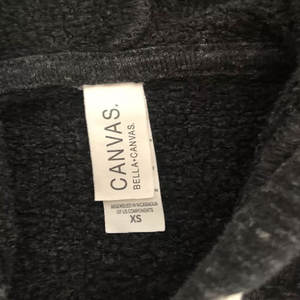 CANVAS.
BELLA+CANVAS.
ASSEMBLED IN NICARAGUA
OF US COMPONENTS
XS